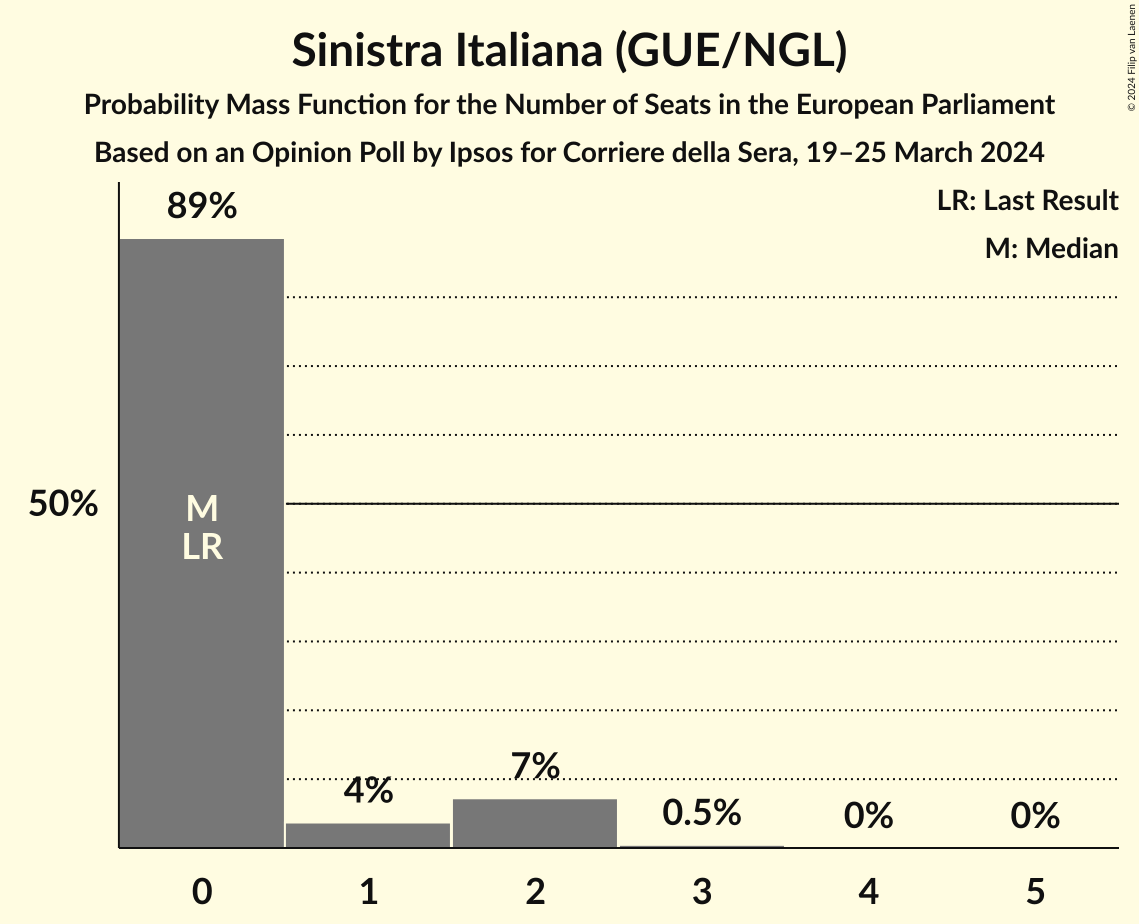 Sinistra Italiana (GUE/NGL)
Probability Mass Function for the Number of Seats in the European Parliament
Based on an Opinion Poll by Ipsos for Corriere della Sera, 19–25 March 2024
© 2024 Filip van Laenen
LR: Last Result
M: Median
89%
50%
M
LR
4%
7%
0.5%
0%
0%
0
1
2
3
4
5